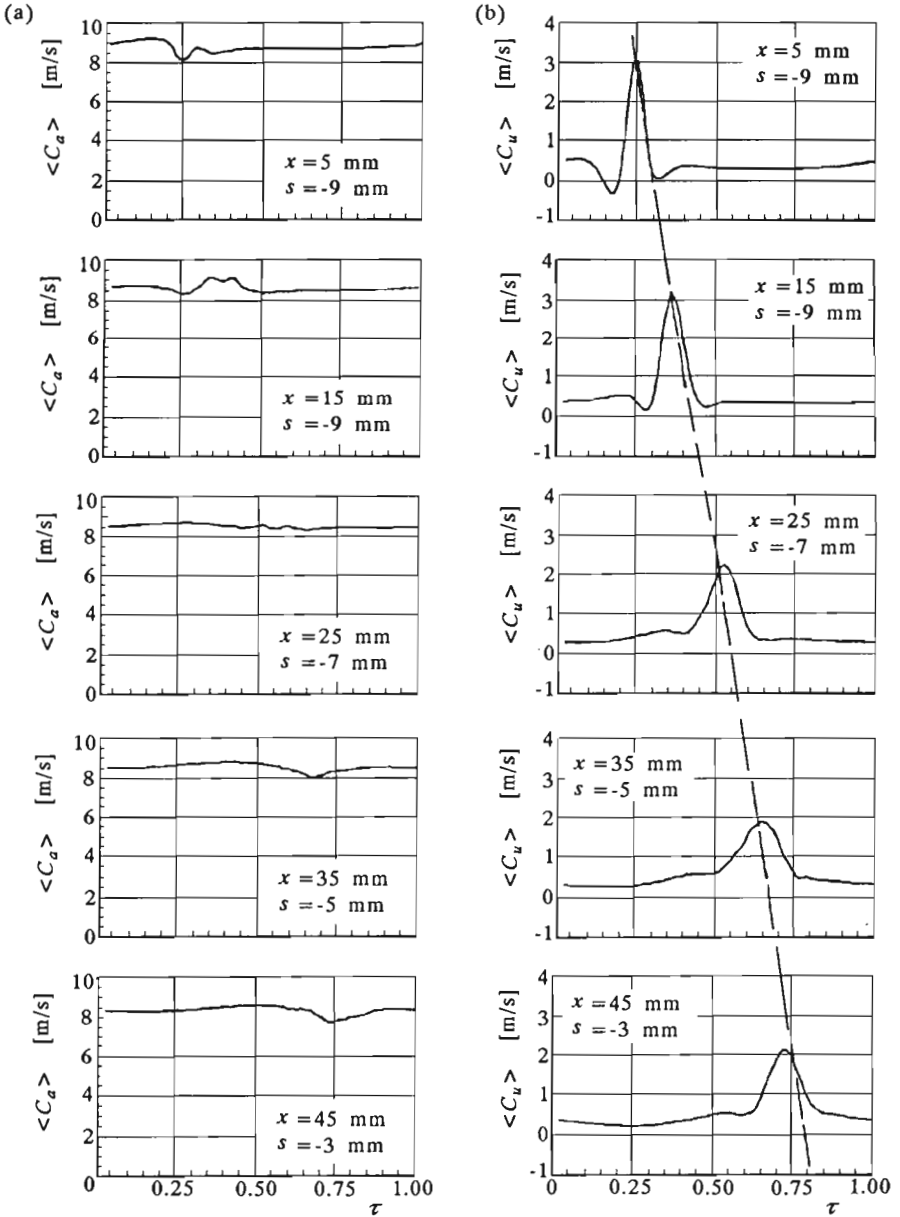 (a)
<C_a> [m/s]
10
8
6
4
2
0
x = 5 mm
s = -9 mm
<C_a> [m/s]
10
8
6
4
2
0
x = 15 mm
s = -9 mm
<C_a> [m/s]
10
8
6
4
2
0
x = 25 mm
s = -7 mm
<C_a> [m/s]
10
8
6
4
2
0
x = 35 mm
s = -5 mm
<C_a> [m/s]
10
8
6
4
2
0
x = 45 mm
s = -3 mm
0 0.25 0.50 0.75 1.00
τ
(b)
<C_u> [m/s]
4
3
2
1
0
-1
x = 5 mm
s = -9 mm
<C_u> [m/s]
4
3
2
1
0
-1
x = 15 mm
s = -9 mm
<C_u> [m/s]
4
3
2
1
0
-1
x = 25 mm
s = -7 mm
<C_u> [m/s]
4
3
2
1
0
-1
x = 35 mm
s = -5 mm
<C_u> [m/s]
4
3
2
1
0
-1
x = 45 mm
s = -3 mm
0 0.25 0.50 0.75 1.00
τ